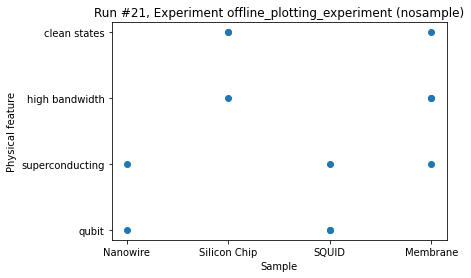 Run #21, Experiment offline_plotting_experiment (nosample)
clean states
high bandwidth
superconducting
qubit
Physical feature
Nanowire Silicon Chip SQUID Membrane
Sample